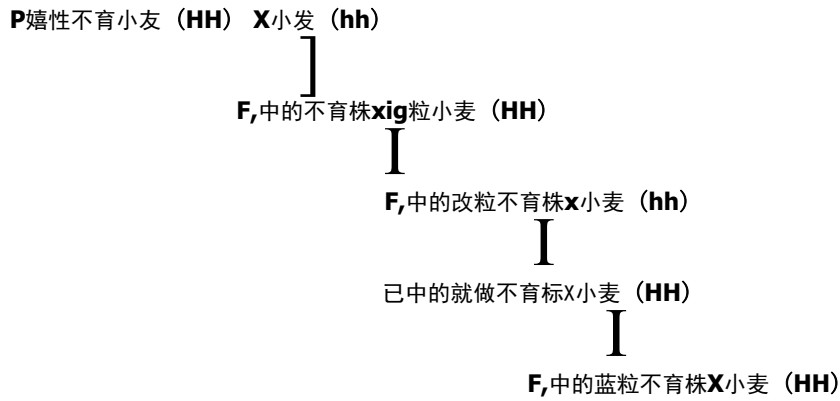 P嬉性不育小友（HH） X小发（hh）
F,中的不育株xig粒小麦（HH）
F,中的改粒不育株x小麦（hh）
已中的就做不育标X小麦（HH）
F,中的蓝粒不育株X小麦（HH）